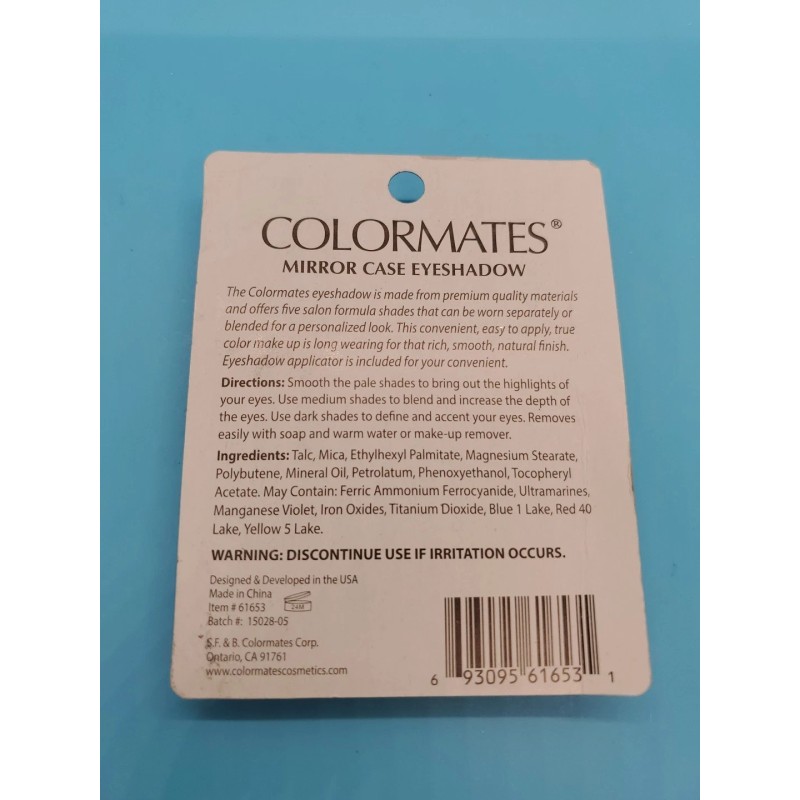 COLORMATES®
MIRROR CASE EYESHADOW
The Colormates eyeshadow is made from premium quality materials
and offers five salon formula shades that can be worn separately or
blended for a personalized look. This convenient, easy to apply, true
color make up is long wearing for that rich, smooth, natural finish.
Eyeshadow applicator is included for your convenient.
Directions: Smooth the pale shades to bring out the highlights of
your eyes. Use medium shades to blend and increase the depth of
the eyes. Use dark shades to define and accent your eyes. Removes
easily with soap and warm water or make-up remover.
Ingredients: Talc, Mica, Ethylhexyl Palmitate, Magnesium Stearate,
Polybutene, Mineral Oil, Petrolatum, Phenoxyethanol, Tocopheryl
Acetate. May Contain: Ferric Ammonium Ferrocyanide, Ultramarines,
Manganese Violet, Iron Oxides, Titanium Dioxide, Blue 1 Lake, Red 40
Lake, Yellow 5 Lake.
WARNING: DISCONTINUE USE IF IRRITATION OCCURS.
Designed & Developed in the USA
Made in China
Item # 61653
24M
Batch #: 15028-05
S.F. & B. Colormates Corp.
Ontario, CA 91761
www.colormatescosmetics.com
6 93095 61653 1